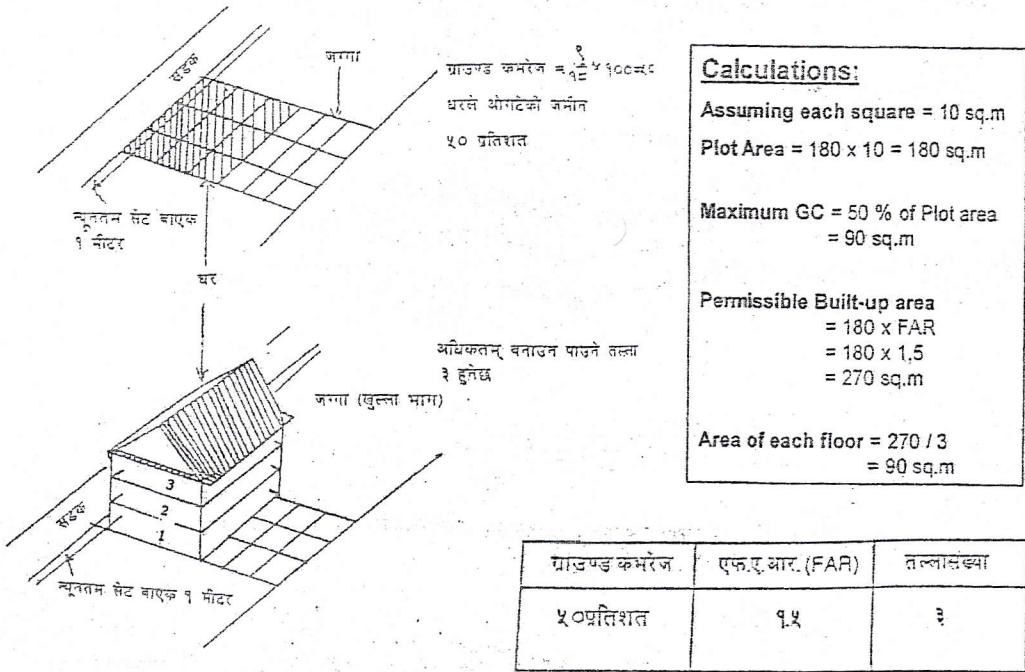 सडक
जग्गा
ग्राउण्ड कभरेज = ९/१८ × १००=५०
घरले ओगटेको जमीन
५० प्रतिशत
न्यूनतम सेट बाएक
१ मीटर
घर
अधिकतम् बनाउन पाउने तल्ला
३ हुनेछ
जग्गा (खुल्ला भाग)
3
2
1
सडक
न्यूनतम सेट बाएक १ मीटर
Calculations:
Assuming each square = 10 sq.m
Plot Area = 180 x 10 = 180 sq.m
Maximum GC = 50 % of Plot area
= 90 sq.m
Permissible Built-up area
= 180 x FAR
= 180 x 1.5
= 270 sq.m
Area of each floor = 270 / 3
= 90 sq.m
ग्राउण्ड कभरेज एफ.ए.आर. (FAR) तल्लासंख्या
५०प्रतिशत १.५ ३